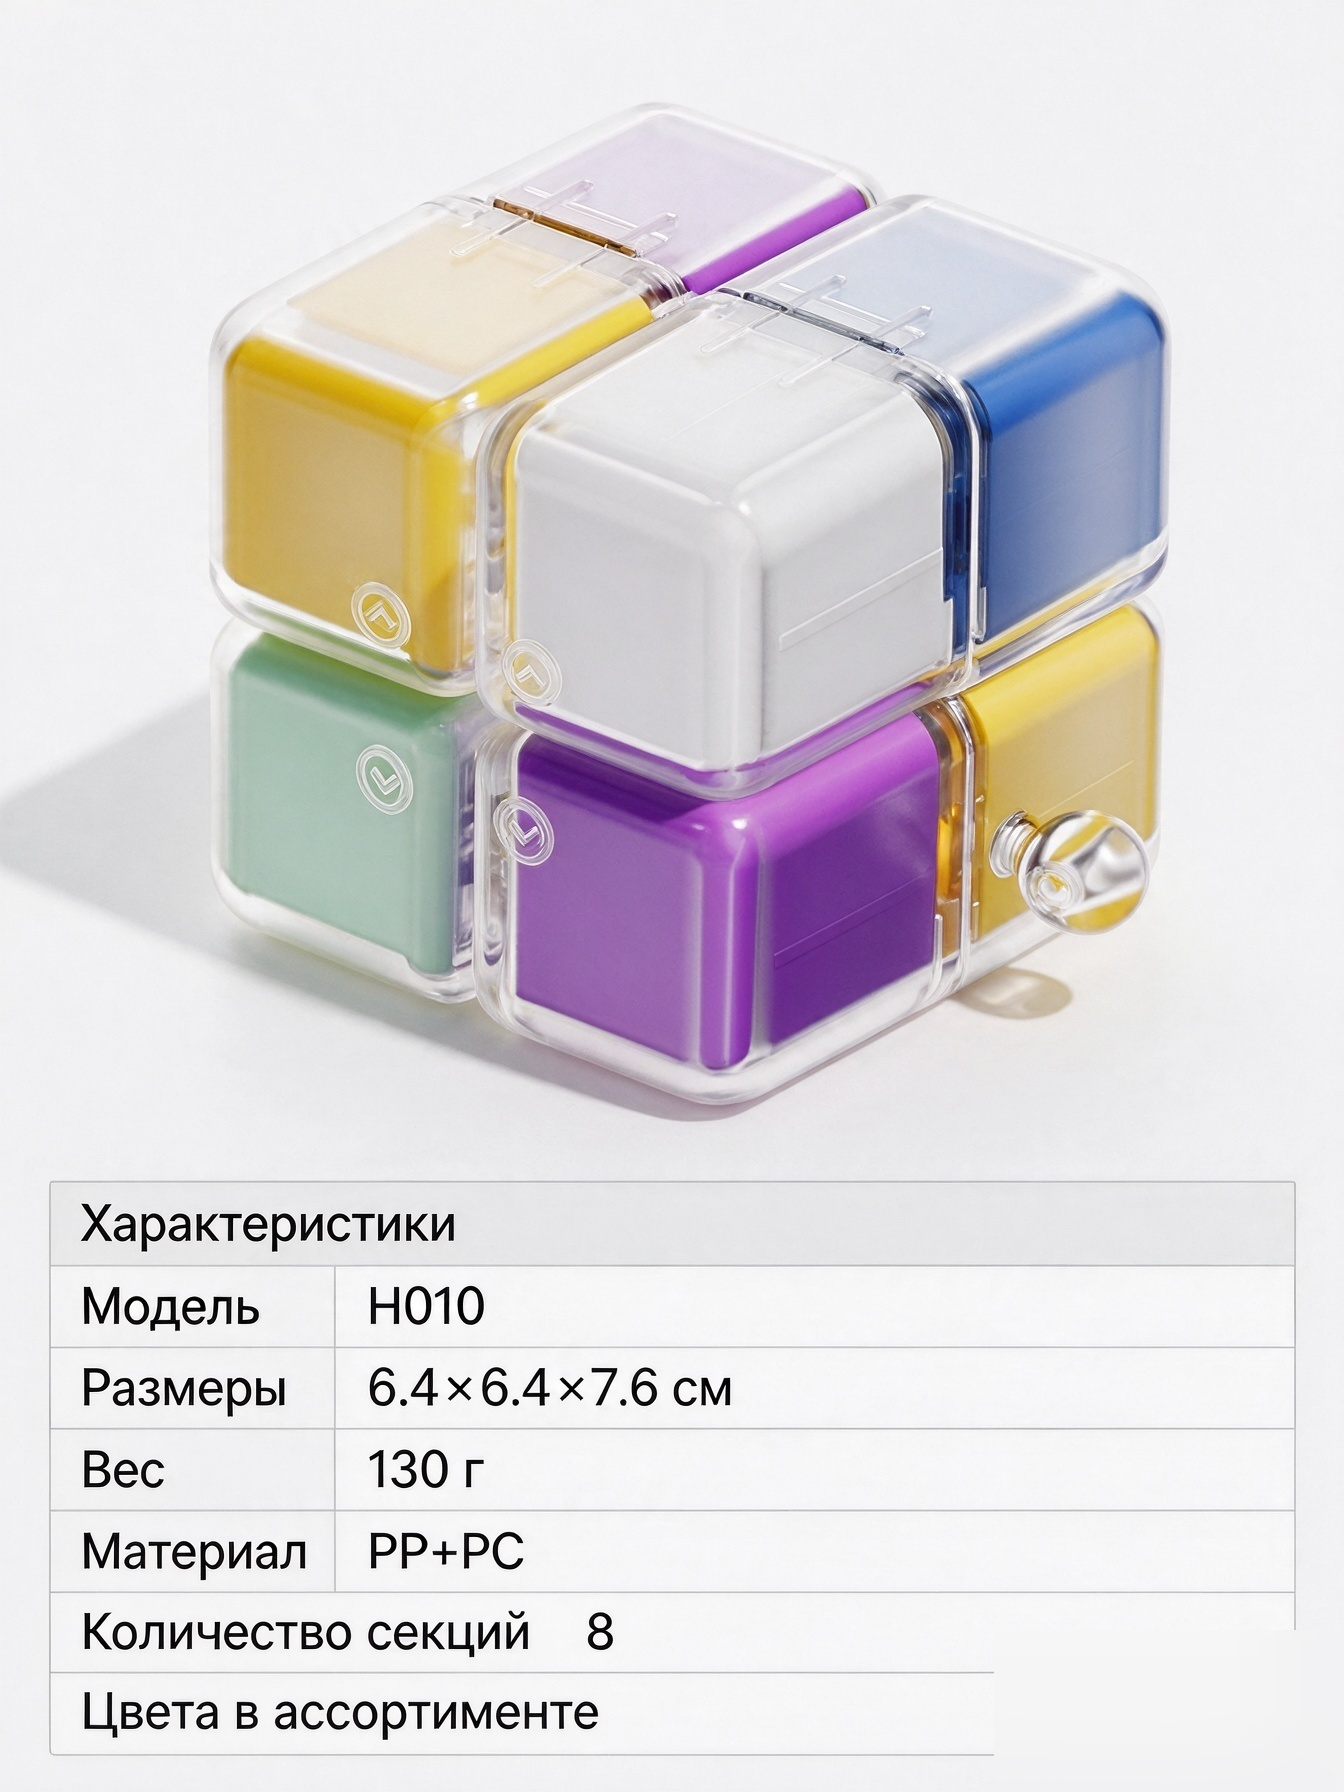 Характеристики
Модель H010
Размеры 6.4×6.4×7.6 см
Вес 130 г
Материал PP+PC
Количество секций 8
Цвета в ассортименте